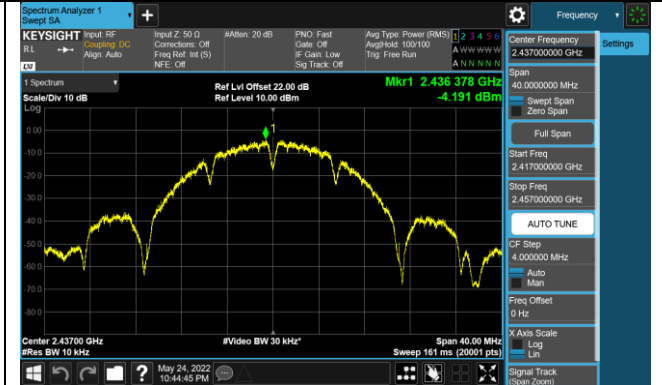 Spectrum Analyzer 1
Swept SA
+
Frequency
KEYSIGHT
RL
LXI
Input: RF
Coupling: DC
Align: Auto
Input Z: 50 Ω
Corrections: Off
Freq Ref: Int (S)
NFE: Off
#Atten: 20 dB
PNO: Fast
Gate: Off
IF Gain: Low
Sig Track: Off
Avg Type: Power (RMS)
Avg|Hold: 100/100
Trig: Free Run
1 2 3 4 5 6
A W W W W W
A N N N N N
1 Spectrum
Scale/Div 10 dB
Log
Ref Lvl Offset 22.00 dB
Ref Level 10.00 dBm
Mkr1 2.436 378 GHz
-4.191 dBm
1
0.00
-10.0
-20.0
-30.0
-40.0
-50.0
-60.0
-70.0
-80.0
Center 2.43700 GHz
#Res BW 10 kHz
#Video BW 30 kHz*
Span 40.00 MHz
Sweep 161 ms (20001 pts)
Center Frequency
2.437000000 GHz
Settings
Span
40.0000000 MHz
Swept Span
Zero Span
Full Span
Start Freq
2.417000000 GHz
Stop Freq
2.457000000 GHz
AUTO TUNE
CF Step
4.000000 MHz
Auto
Man
Freq Offset
0 Hz
X Axis Scale
Log
Lin
Signal Track
(Span Zoom)
?
May 24, 2022
10:44:45 PM